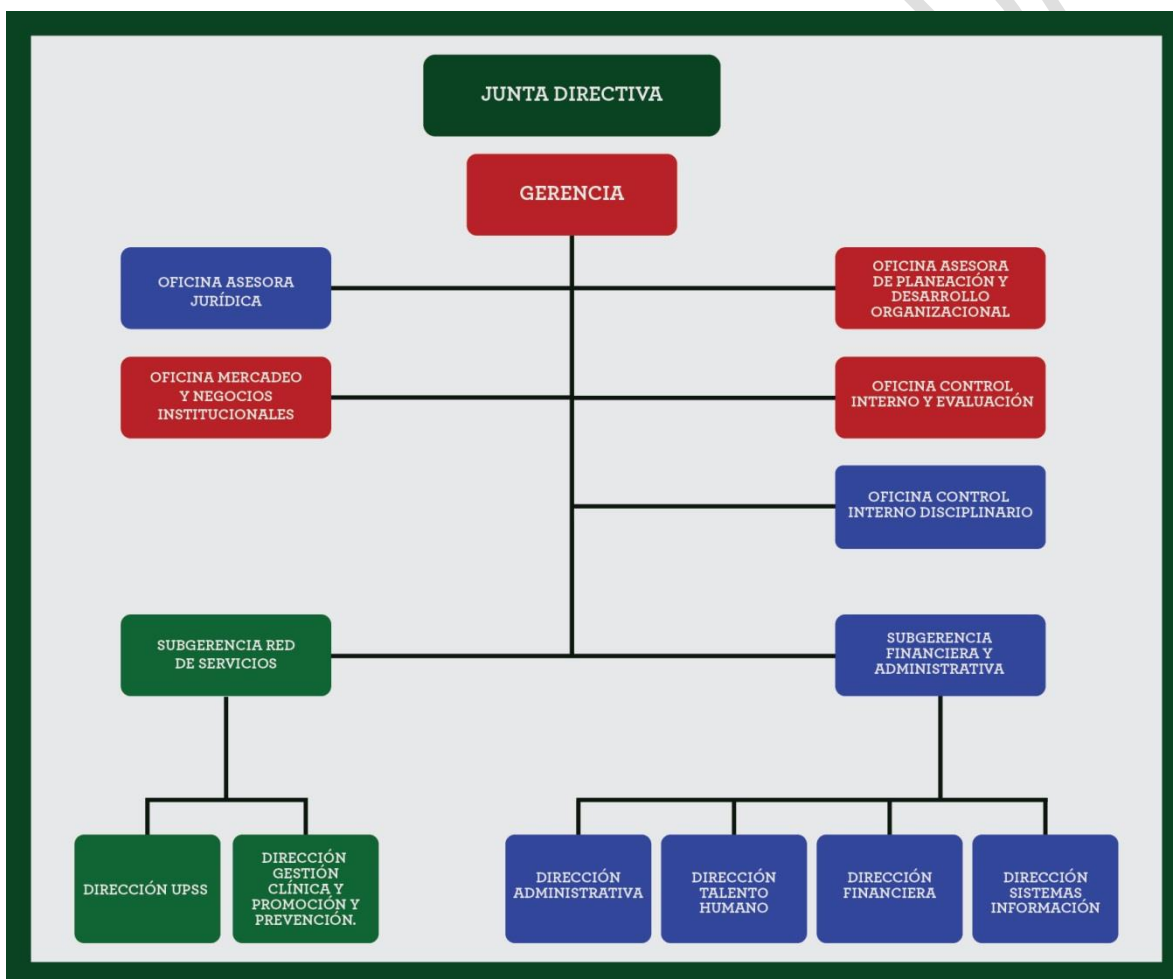 JUNTA DIRECTIVA
GERENCIA
OFICINA ASESORA
JURÍDICA
OFICINA ASESORA
DE PLANEACIÓN Y
DESARROLLO
ORGANIZACIONAL
OFICINA MERCADEO
Y NEGOCIOS
INSTITUCIONALES
OFICINA CONTROL
INTERNO Y EVALUACIÓN
OFICINA CONTROL
INTERNO DISCIPLINARIO
SUBGERENCIA RED
DE SERVICIOS
SUBGERENCIA
FINANCIERA Y
ADMINISTRATIVA
DIRECCIÓN UPSS
DIRECCIÓN
GESTIÓN
CLÍNICA Y
PROMOCIÓN Y
PREVENCIÓN.
DIRECCIÓN
ADMINISTRATIVA
DIRECCIÓN
TALENTO
HUMANO
DIRECCIÓN
FINANCIERA
DIRECCIÓN
SISTEMAS
INFORMACIÓN